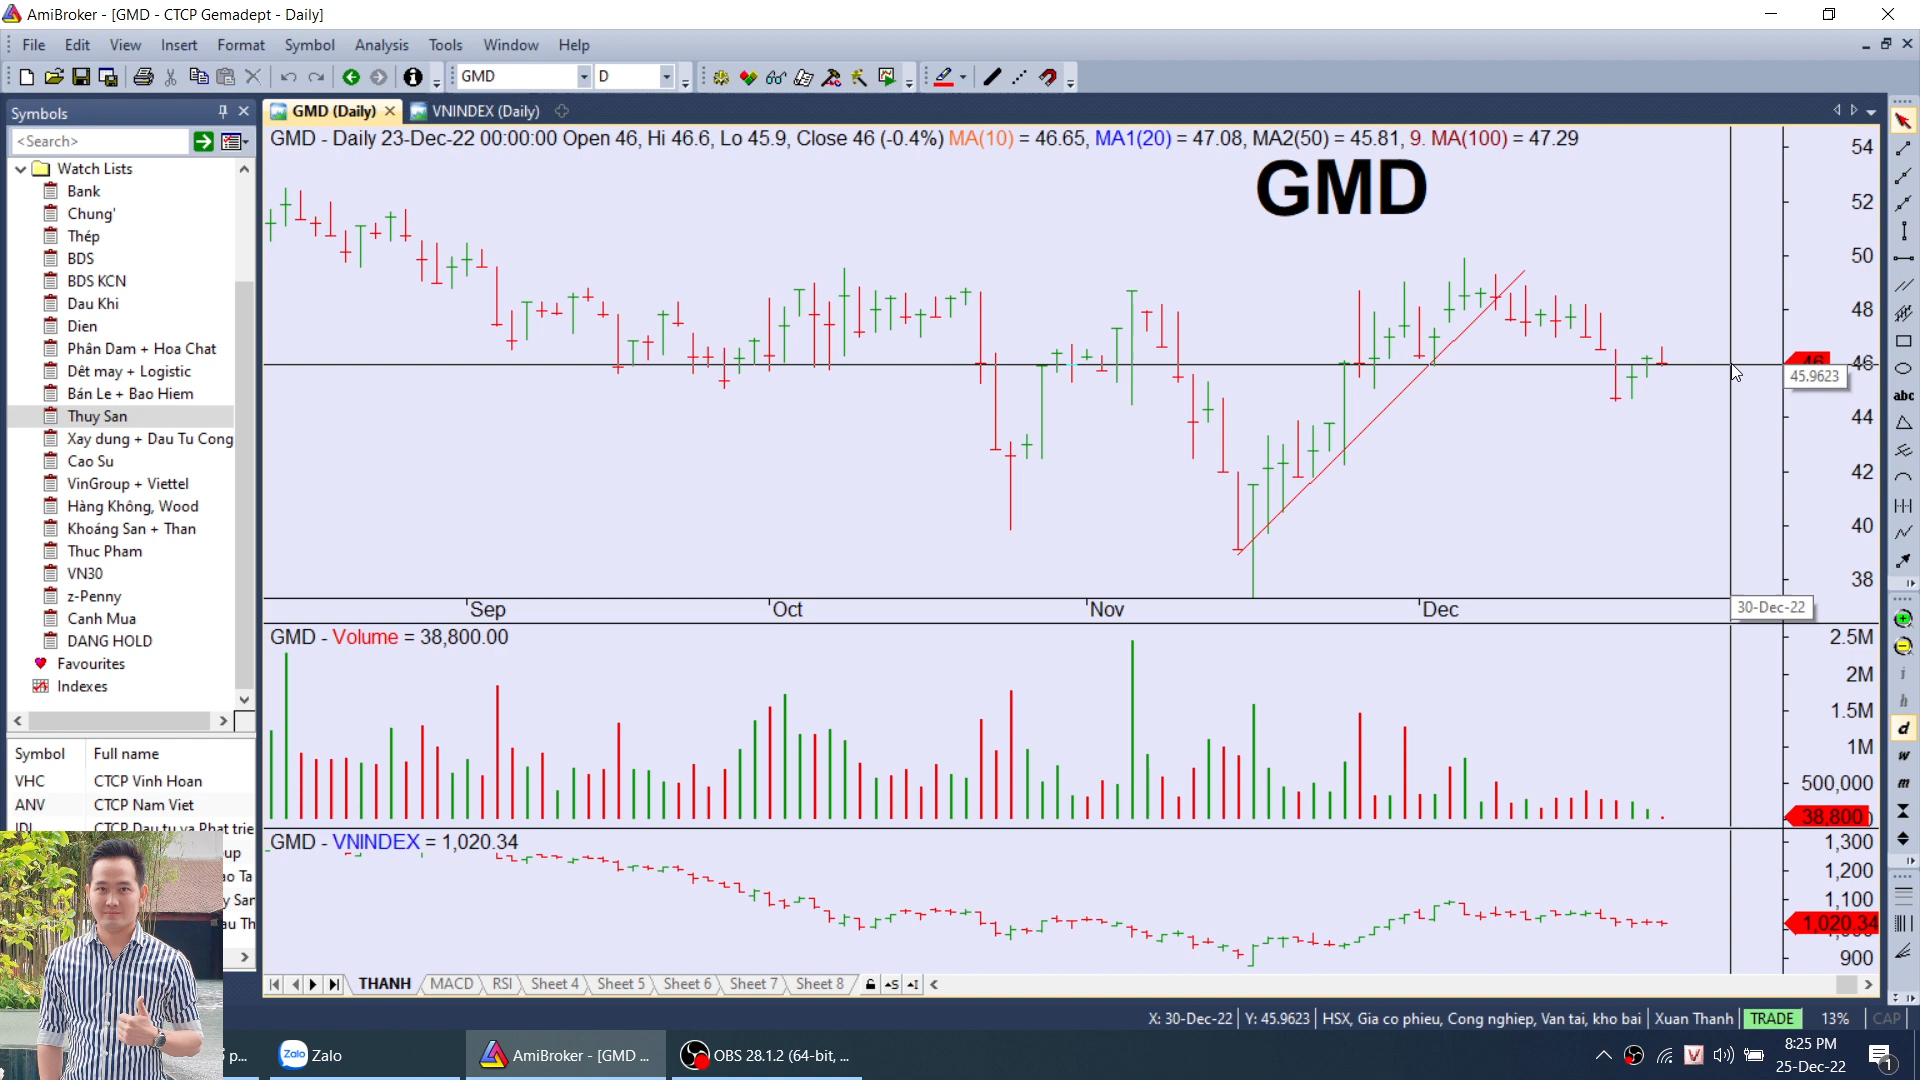 AmiBroker - [GMD - CTCP Gemadept - Daily]
File Edit View Insert Format Symbol Analysis Tools Window Help
GMD D
Symbols
<Search>
Watch Lists
Bank
Chung'
Thép
BDS
BDS KCN
Dau Khi
Dien
Phân Dam + Hoa Chat
Dêt may + Logistic
Bán Le + Bao Hiem
Thuy San
Xay dung + Dau Tu Cong
Cao Su
VinGroup + Viettel
Hàng Không, Wood
Khoáng San + Than
Thuc Pham
VN30
z-Penny
Canh Mua
DANG HOLD
Favourites
Indexes
Symbol Full name
VHC CTCP Vinh Hoan
ANV CTCP Nam Viet
IDI CTCP Dau tu va Phat trie
GMD (Daily) VNINDEX (Daily)
GMD - Daily 23-Dec-22 00:00:00 Open 46, Hi 46.6, Lo 45.9, Close 46 (-0.4%) MA(10) = 46.65, MA1(20) = 47.08, MA2(50) = 45.81, 9. MA(100) = 47.29
GMD
54
52
50
48
46
45.9623
44
42
40
38
Sep Oct Nov Dec
30-Dec-22
GMD - Volume = 38,800.00
2.5M
2M
1.5M
1M
500,000
38,800
GMD - VNINDEX = 1,020.34
1,300
1,200
1,100
1,020.34
900
THANH MACD RSI Sheet 4 Sheet 5 Sheet 6 Sheet 7 Sheet 8
abc
i
h
d
w
m
X: 30-Dec-22 Y: 45.9623 HSX, Gia co phieu, Cong nghiep, Van tai, kho bai Xuan Thanh TRADE 13% CAP
Zalo Zalo
AmiBroker - [GMD ...
OBS 28.1.2 (64-bit, ...
8:25 PM
25-Dec-22
1